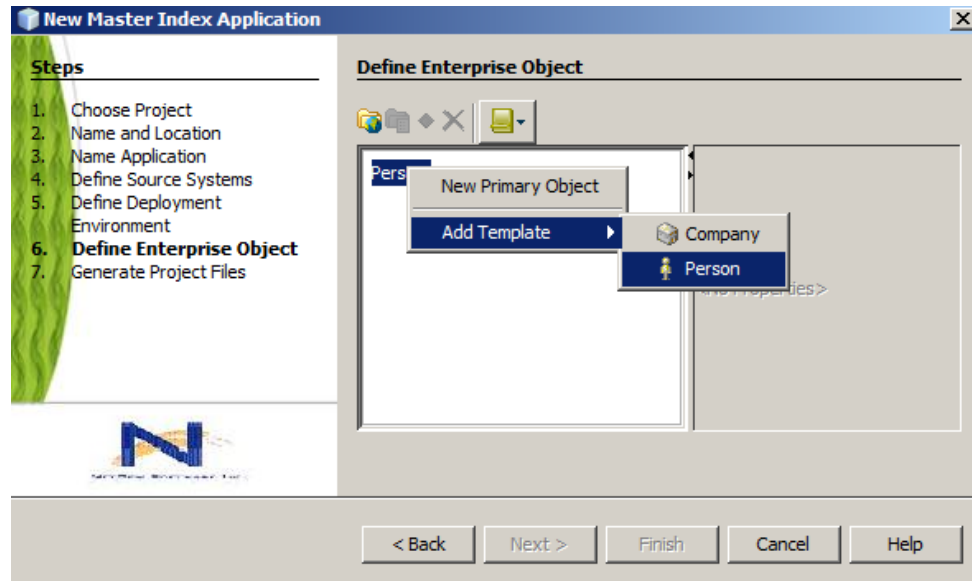 New Master Index Application
Steps
1. Choose Project
2. Name and Location
3. Name Application
4. Define Source Systems
5. Define Deployment
Environment
6. Define Enterprise Object
7. Generate Project Files
Define Enterprise Object
Pers
New Primary Object
Add Template
Company
Person
< Back
Next >
Finish
Cancel
Help